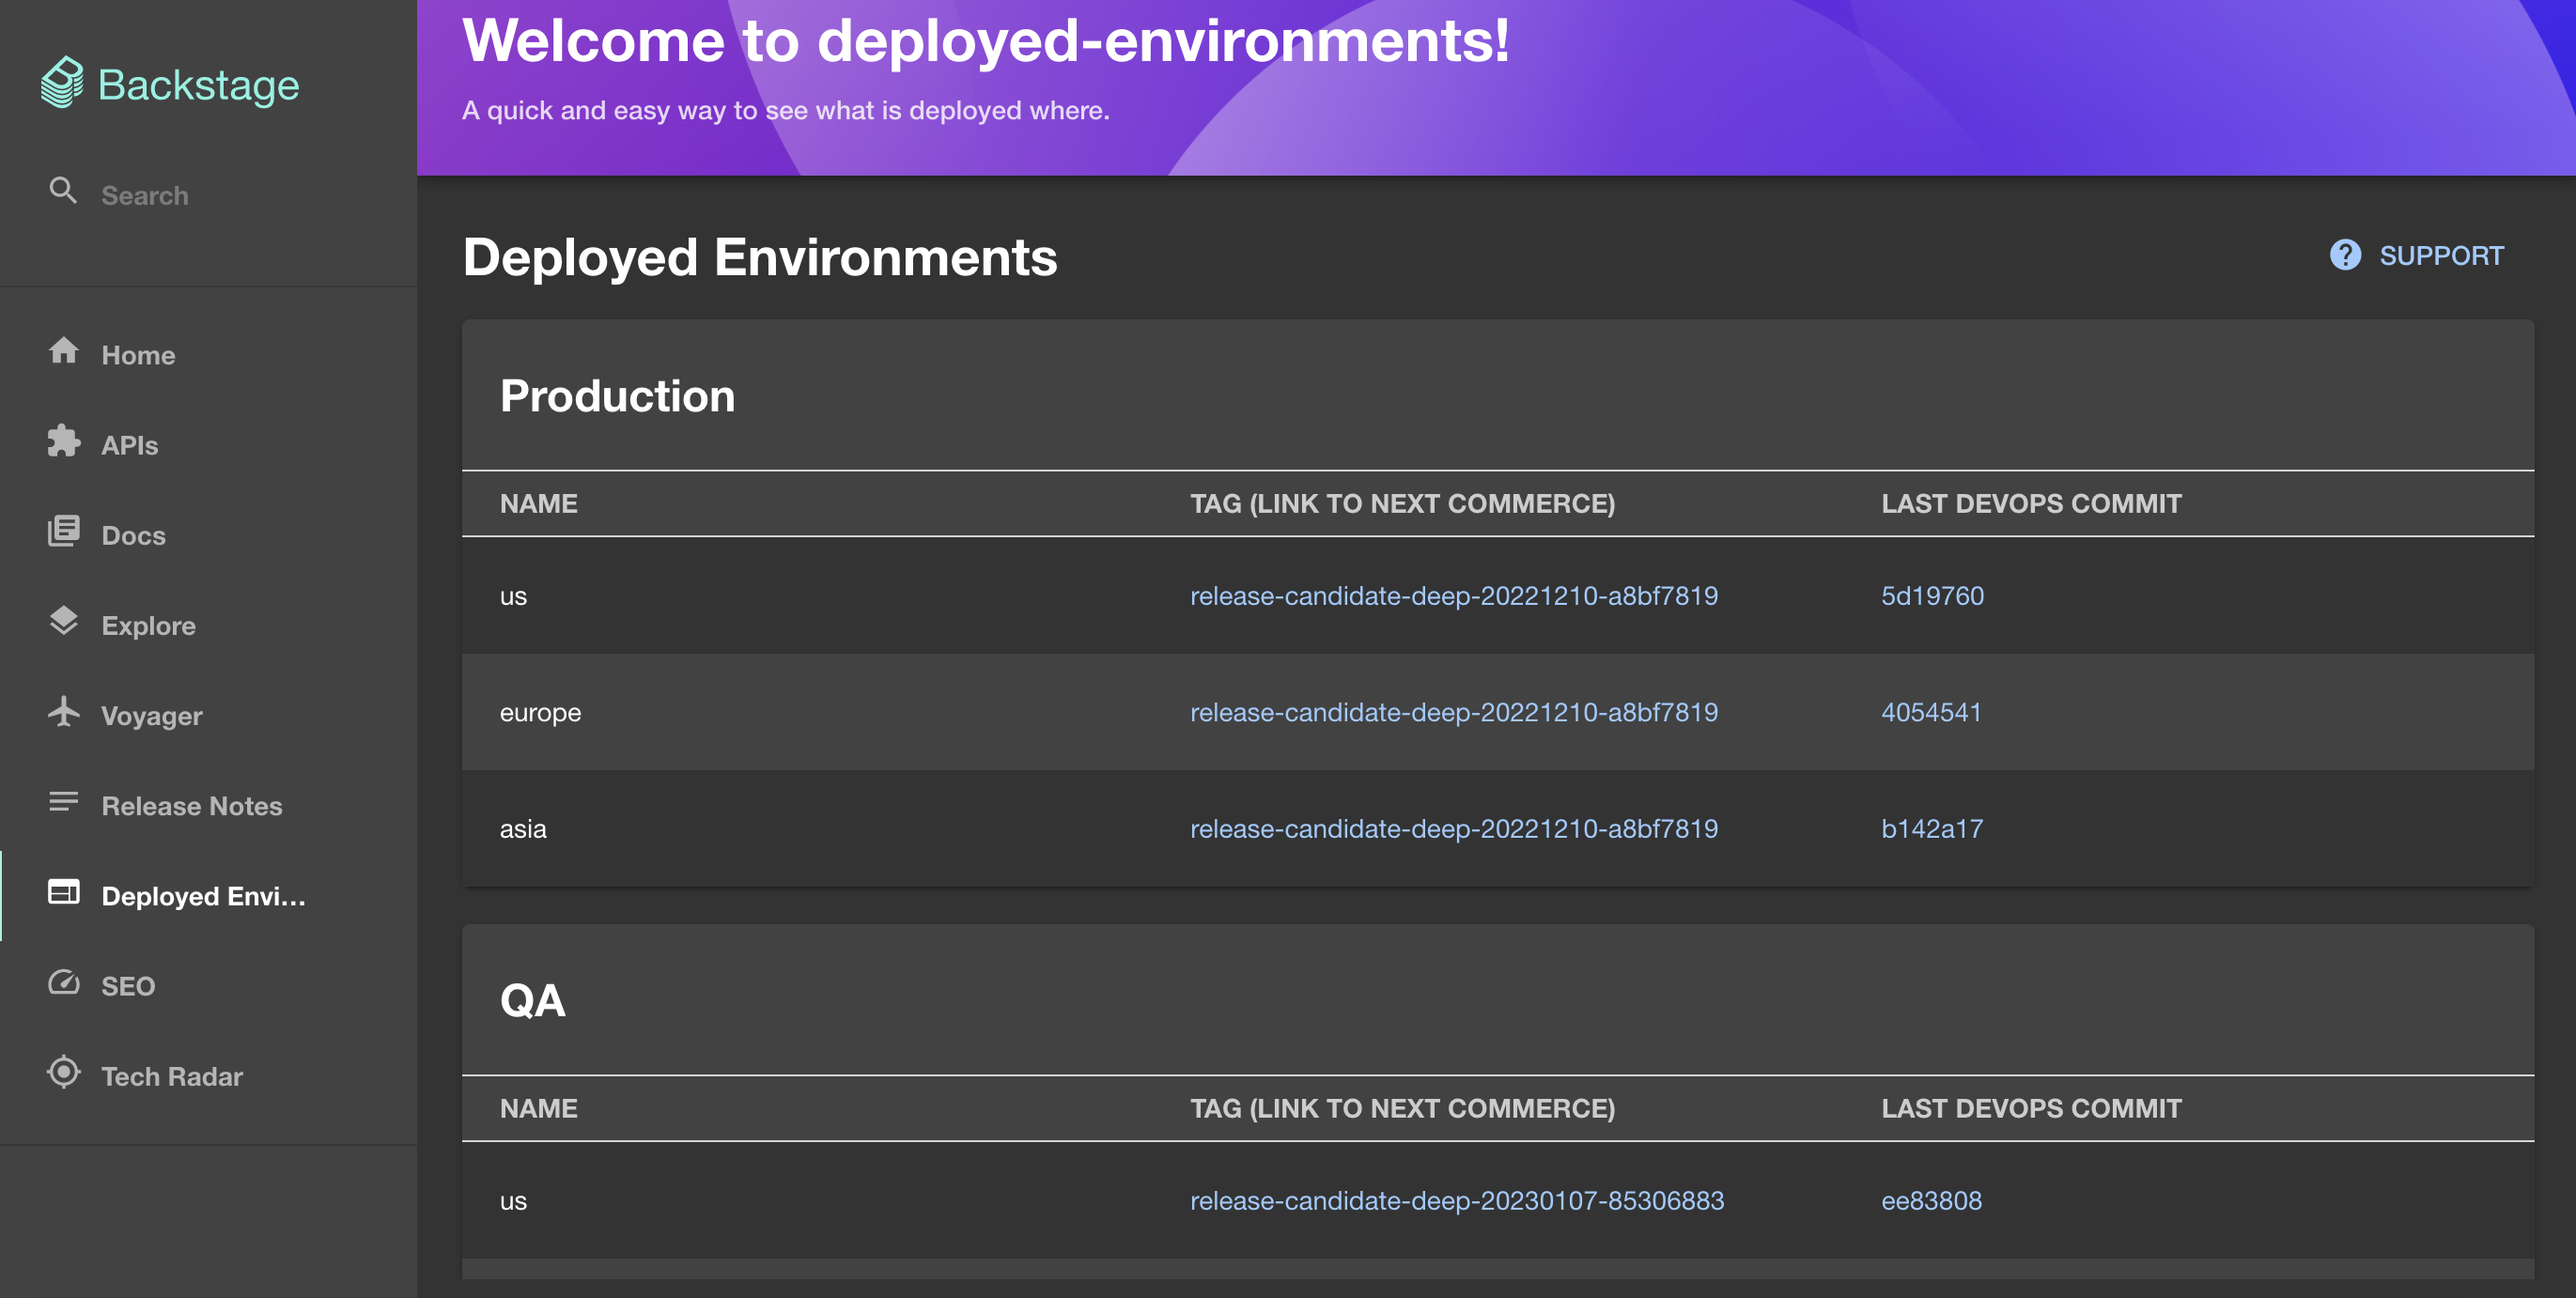 Backstage
Search
Home
APIs
Docs
Explore
Voyager
Release Notes
Deployed Envi...
SEO
Tech Radar
Welcome to deployed-environments!
A quick and easy way to see what is deployed where.
Deployed Environments
SUPPORT
Production
NAME TAG (LINK TO NEXT COMMERCE) LAST DEVOPS COMMIT
us release-candidate-deep-20221210-a8bf7819 5d19760
europe release-candidate-deep-20221210-a8bf7819 4054541
asia release-candidate-deep-20221210-a8bf7819 b142a17
QA
NAME TAG (LINK TO NEXT COMMERCE) LAST DEVOPS COMMIT
us release-candidate-deep-20230107-85306883 ee83808